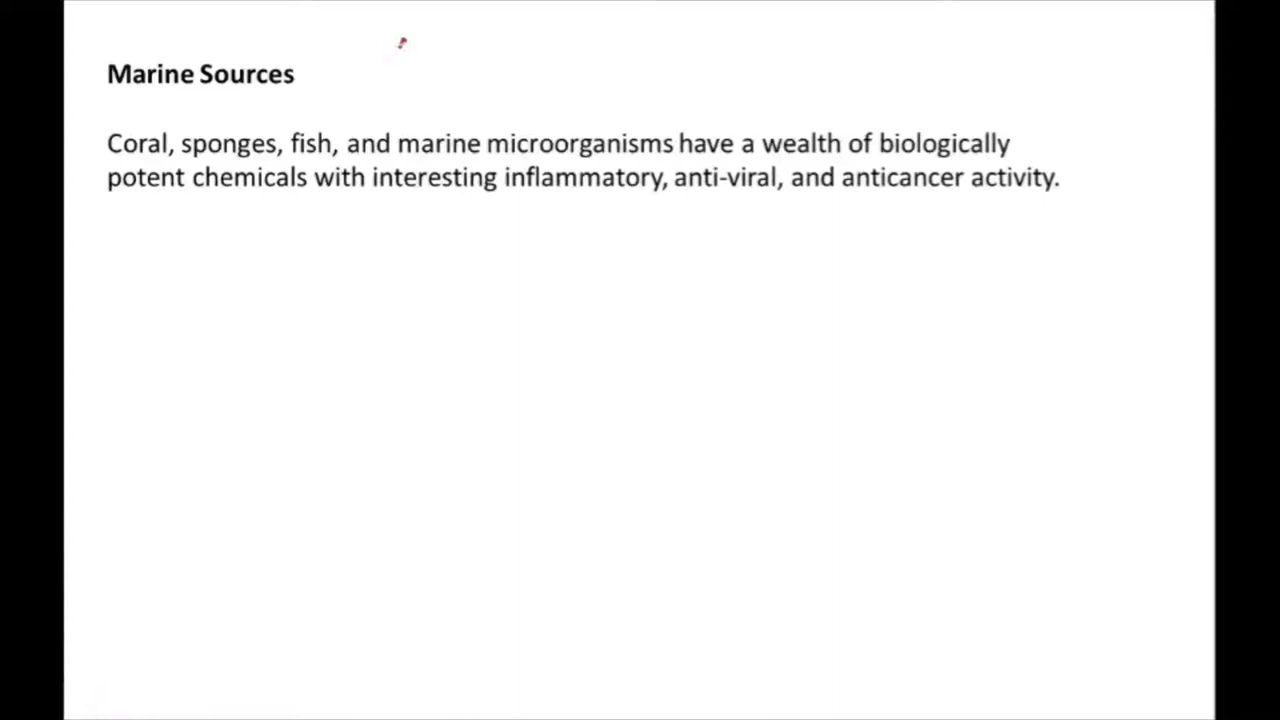 Marine Sources
Coral, sponges, fish, and marine microorganisms have a wealth of biologically
potent chemicals with interesting inflammatory, anti-viral, and anticancer activity.